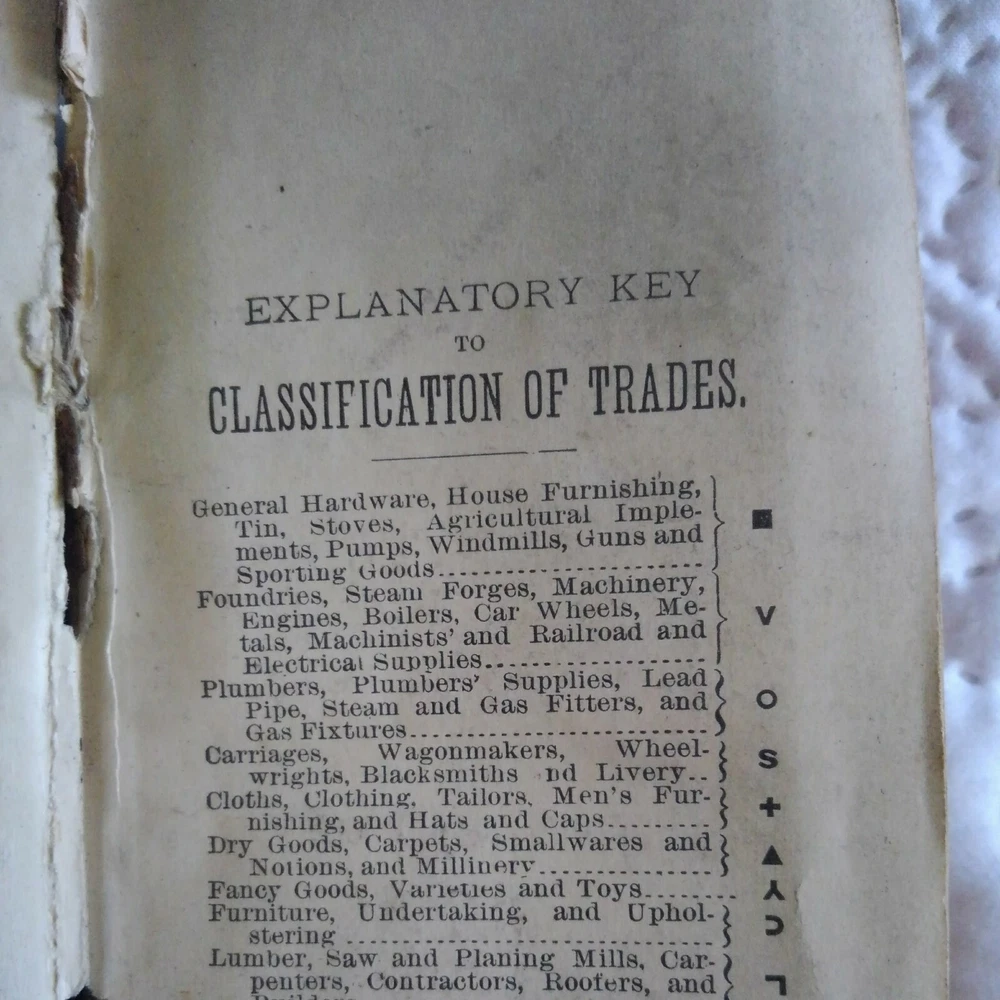 EXPLANATORY KEY
TO
CLASSIFICATION OF TRADES.
General Hardware, House Furnishing,
Tin, Stoves, Agricultural Imple-
ments, Pumps, Windmills, Guns and
Sporting Goods........................ ■
Foundries, Steam Forges, Machinery,
Engines, Boilers, Car Wheels, Me-
tals, Machinists' and Railroad and
Electrical Supplies.................... V
Plumbers, Plumbers' Supplies, Lead
Pipe, Steam and Gas Fitters, and
Gas Fixtures........................... O
Carriages, Wagonmakers, Wheel-
wrights, Blacksmiths nd Livery.. S
Cloths, Clothing, Tailors, Men's Fur-
nishing, and Hats and Caps......... +
Dry Goods, Carpets, Smallwares and
Notions, and Millinery............... ▲
Fancy Goods, Varieties and Toys....... ⅄
Furniture, Undertaking, and Uphol-
stering ................................. Ɔ
Lumber, Saw and Planing Mills, Car-
penters, Contractors, Roofers, and